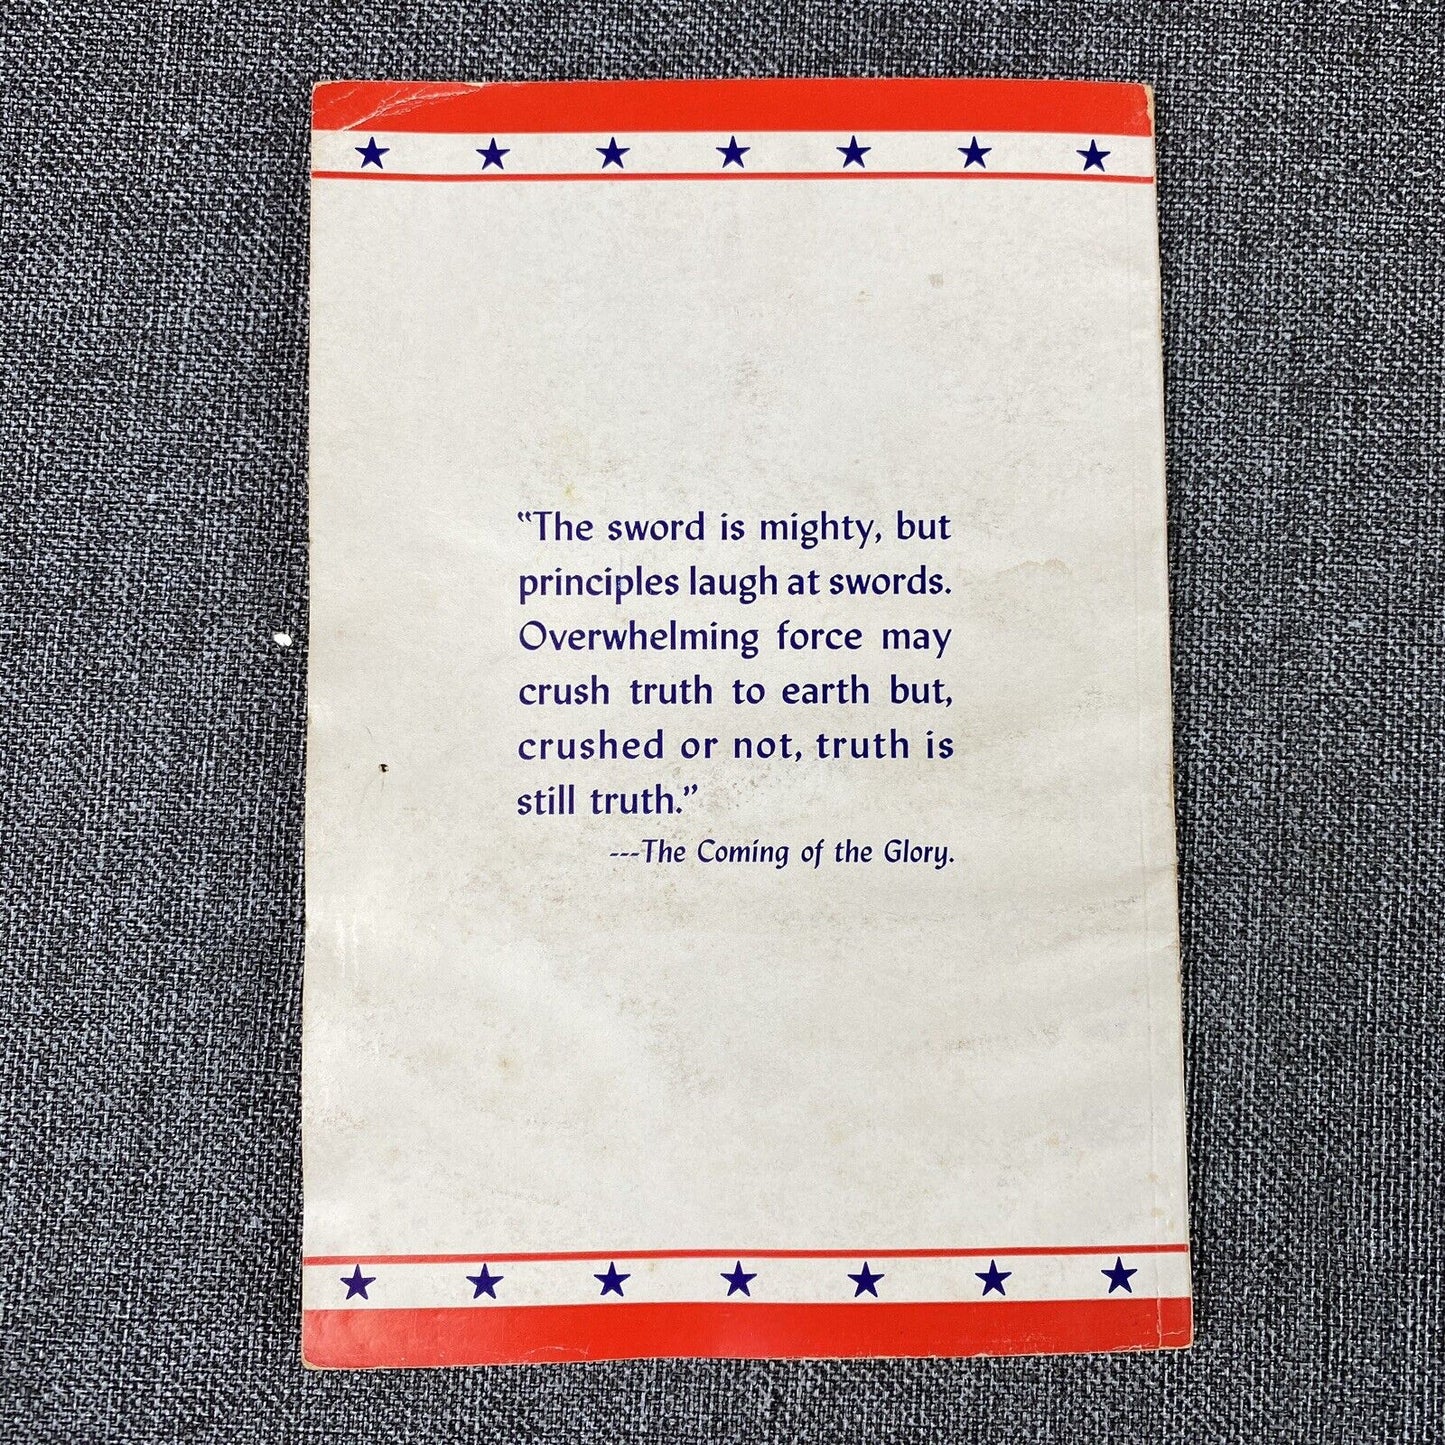 “The sword is mighty, but
principles laugh at swords.
Overwhelming force may
crush truth to earth but,
crushed or not, truth is
still truth.”
---The Coming of the Glory.